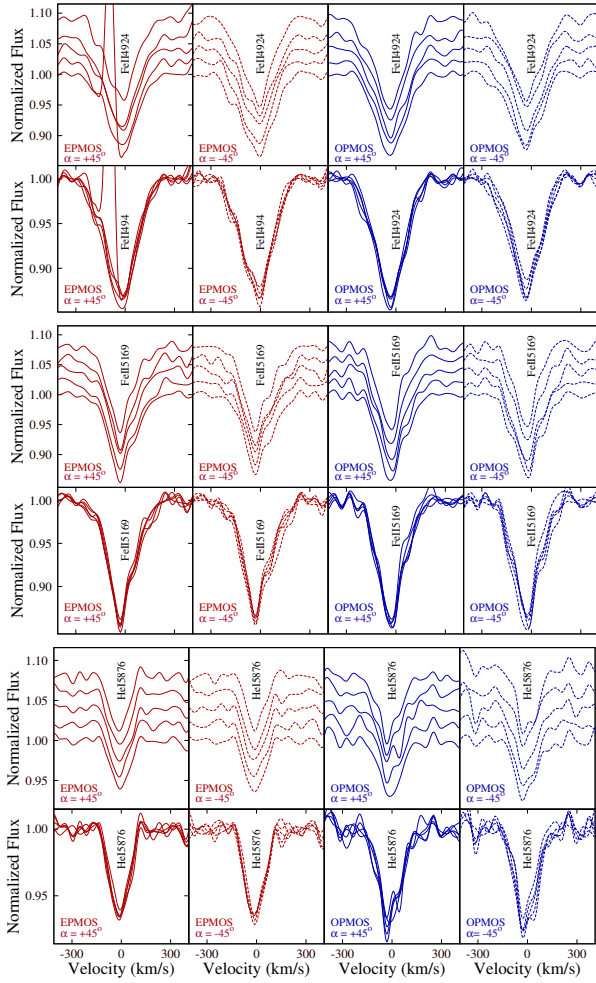 Normalized Flux
1.10
1.05
1.00
0.95
0.90
FeII4924
EPMOS
α = +45°
FeII4924
EPMOS
α = -45°
FeII4924
OPMOS
α = +45°
FeII4924
OPMOS
α= -45°
Normalized Flux
1.00
0.95
0.90
FeII494
EPMOS
α = +45°
FeII494
EPMOS
α = -45°
FeII4924
OPMOS
α = +45°
FeII4924
OPMOS
α= -45°
Normalized Flux
1.10
1.05
1.00
0.95
0.90
FeII5169
EPMOS
α = +45°
FeII5169
EPMOS
α = -45°
FeII5169
OPMOS
α = +45°
FeII5169
OPMOS
α= -45°
Normalized Flux
1.00
0.95
0.90
FeII5169
EPMOS
α = +45°
FeII5169
EPMOS
α = -45°
FeII5169
OPMOS
α = +45°
FeII5169
OPMOS
α= -45°
Normalized Flux
1.10
1.05
1.00
0.95
HeI5876
EPMOS
α = +45°
HeI5876
EPMOS
α = -45°
HeI5876
OPMOS
α = +45°
HeI5876
OPMOS
α= -45°
Normalized Flux
1.00
0.95
HeI5876
EPMOS
α = +45°
HeI5876
EPMOS
α = -45°
HeI5876
OPMOS
α = +45°
HeI5876
OPMOS
α= -45°
-300 0 300 -300 0 300 -300 0 300 -300 0 300
Velocity (km/s) Velocity (km/s) Velocity (km/s) Velocity (km/s)